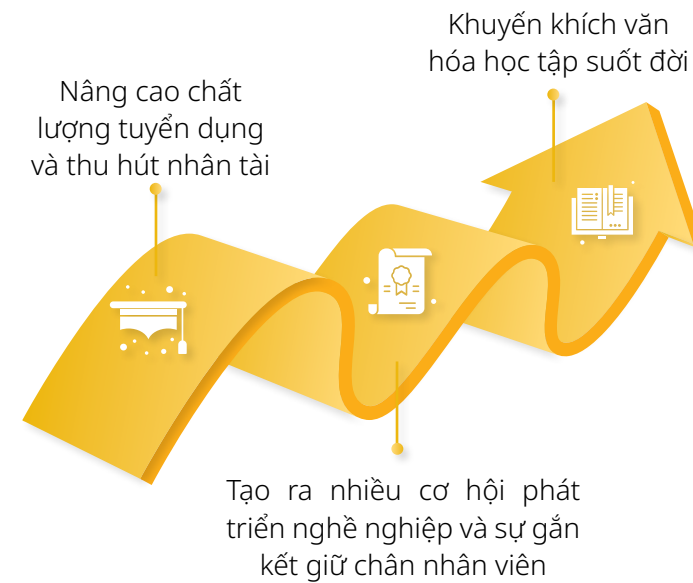 Khuyến khích văn
hóa học tập suốt đời
Nâng cao chất
lượng tuyển dụng
và thu hút nhân tài
Tạo ra nhiều cơ hội phát
triển nghề nghiệp và sự gắn
kết giữ chân nhân viên